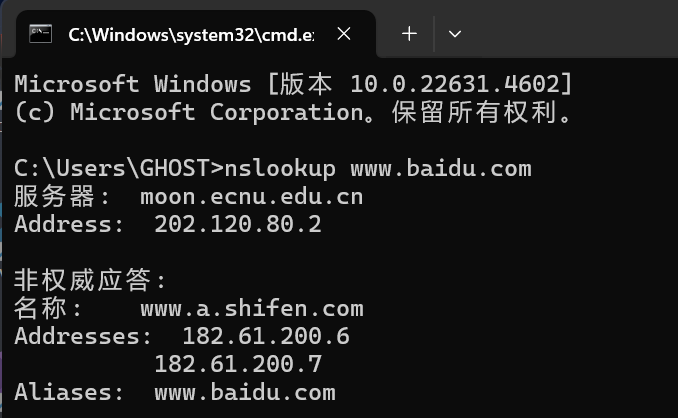 C:\Windows\system32\cmd.ex
Microsoft Windows [版本 10.0.22631.4602]
(c) Microsoft Corporation。保留所有权利。
C:\Users\GHOST>nslookup www.baidu.com
服务器:  moon.ecnu.edu.cn
Address:  202.120.80.2
非权威应答:
名称:    www.a.shifen.com
Addresses:  182.61.200.6
          182.61.200.7
Aliases:  www.baidu.com